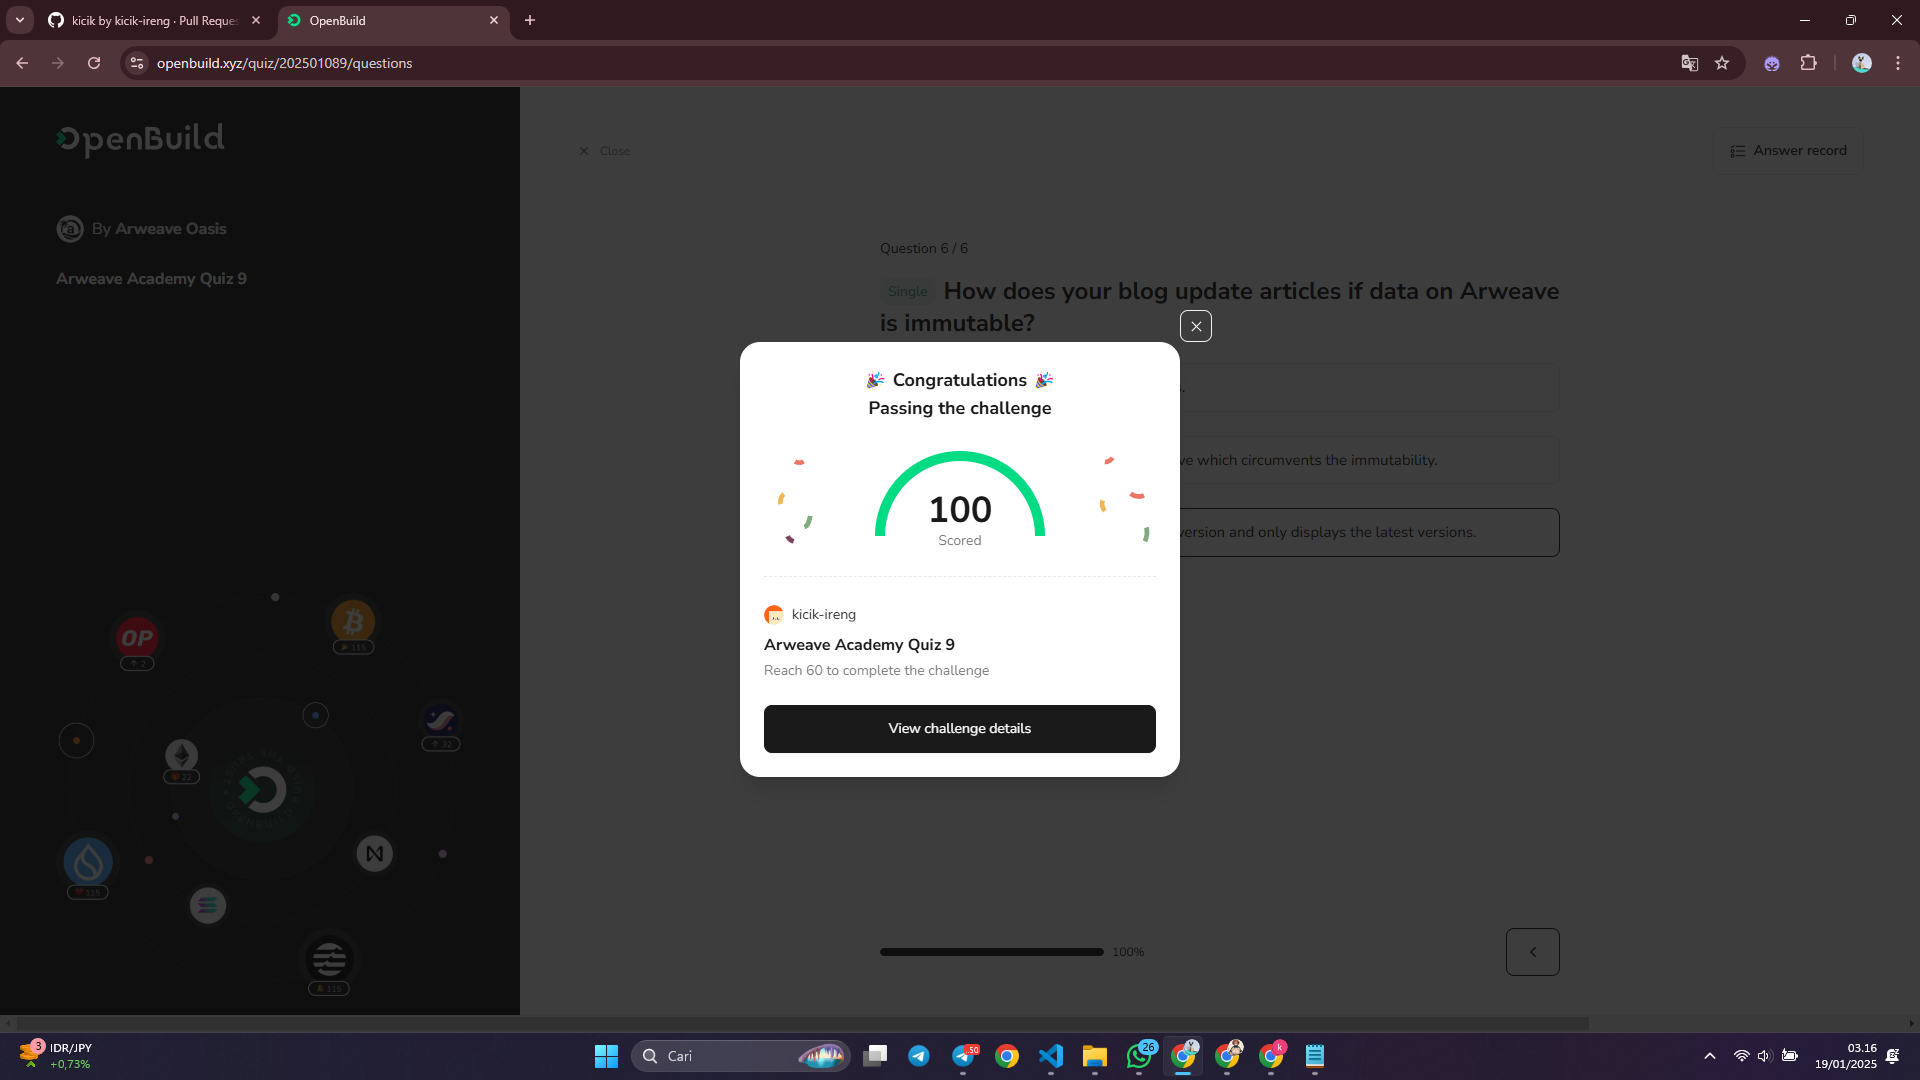 kicik by kicik-ireng · Pull Reques
OpenBuild
openbuild.xyz/quiz/202501089/questions
OpenBuild
Close
Answer record
By Arweave Oasis
Arweave Academy Quiz 9
Question 6 / 6
Single How does your blog update articles if data on Arweave
is immutable?
ve which circumvents the immutability.
version and only displays the latest versions.
Congratulations
Passing the challenge
100
Scored
kicik-ireng
Arweave Academy Quiz 9
Reach 60 to complete the challenge
View challenge details
OP
2
115
32
22
115
115
100%
3
IDR/JPY
+0,73%
Cari
.50
26
k
03.16
19/01/2025